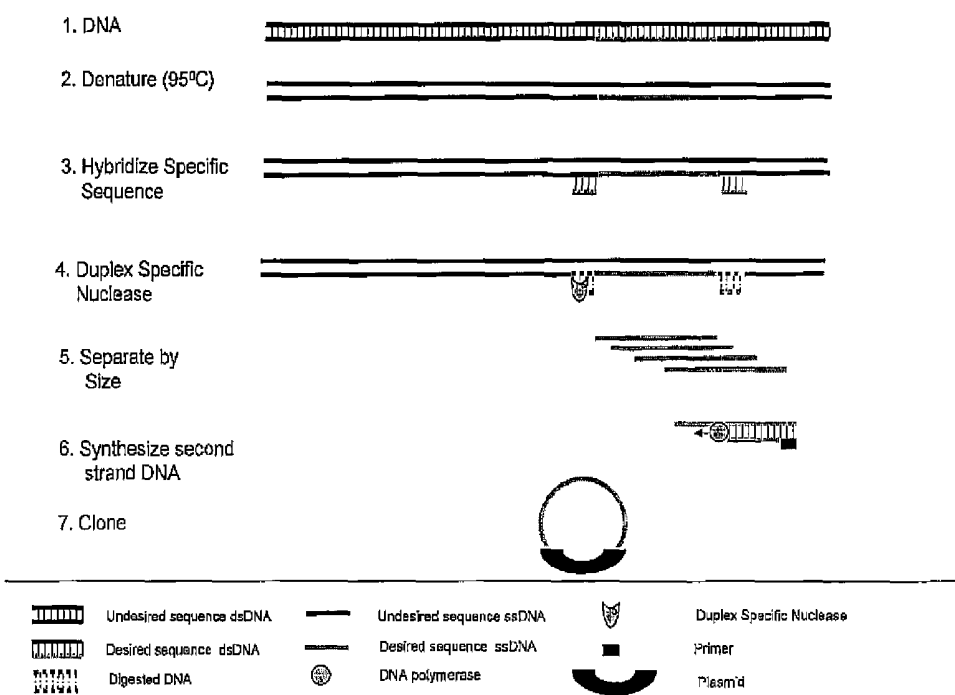 1. DNA
2. Denature (95ºC)
3. Hybridize Specific
Sequence
4. Duplex Specific
Nuclease
5. Separate by
Size
6. Synthesize second
strand DNA
7. Clone
Undesired sequence dsDNA
Undesired sequence ssDNA
Duplex Specific Nuclease
Desired sequence dsDNA
Desired sequence ssDNA
Primer
Digested DNA
DNA polymerase
Plasmid